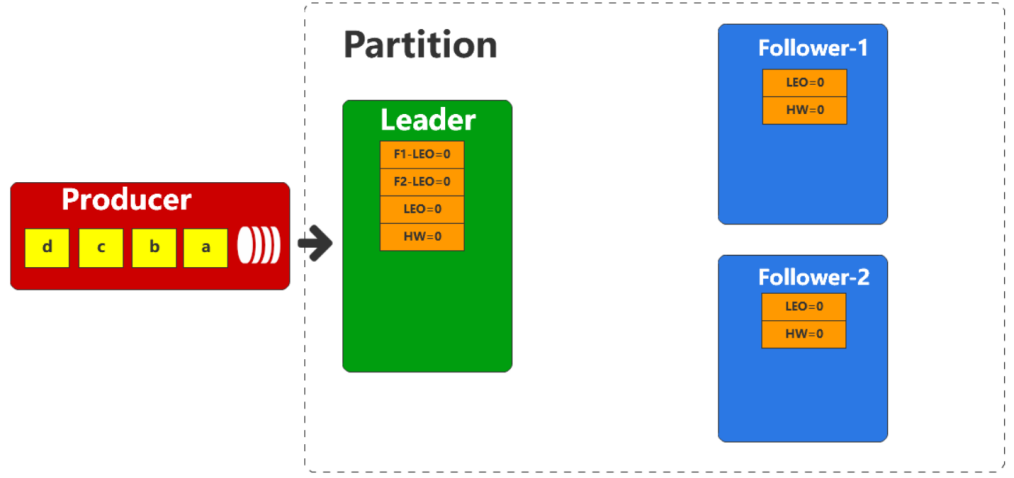 Partition
Leader
F1-LEO=0
F2-LEO=0
LEO=0
HW=0
Producer
d c b a
Follower-1
LEO=0
HW=0
Follower-2
LEO=0
HW=0